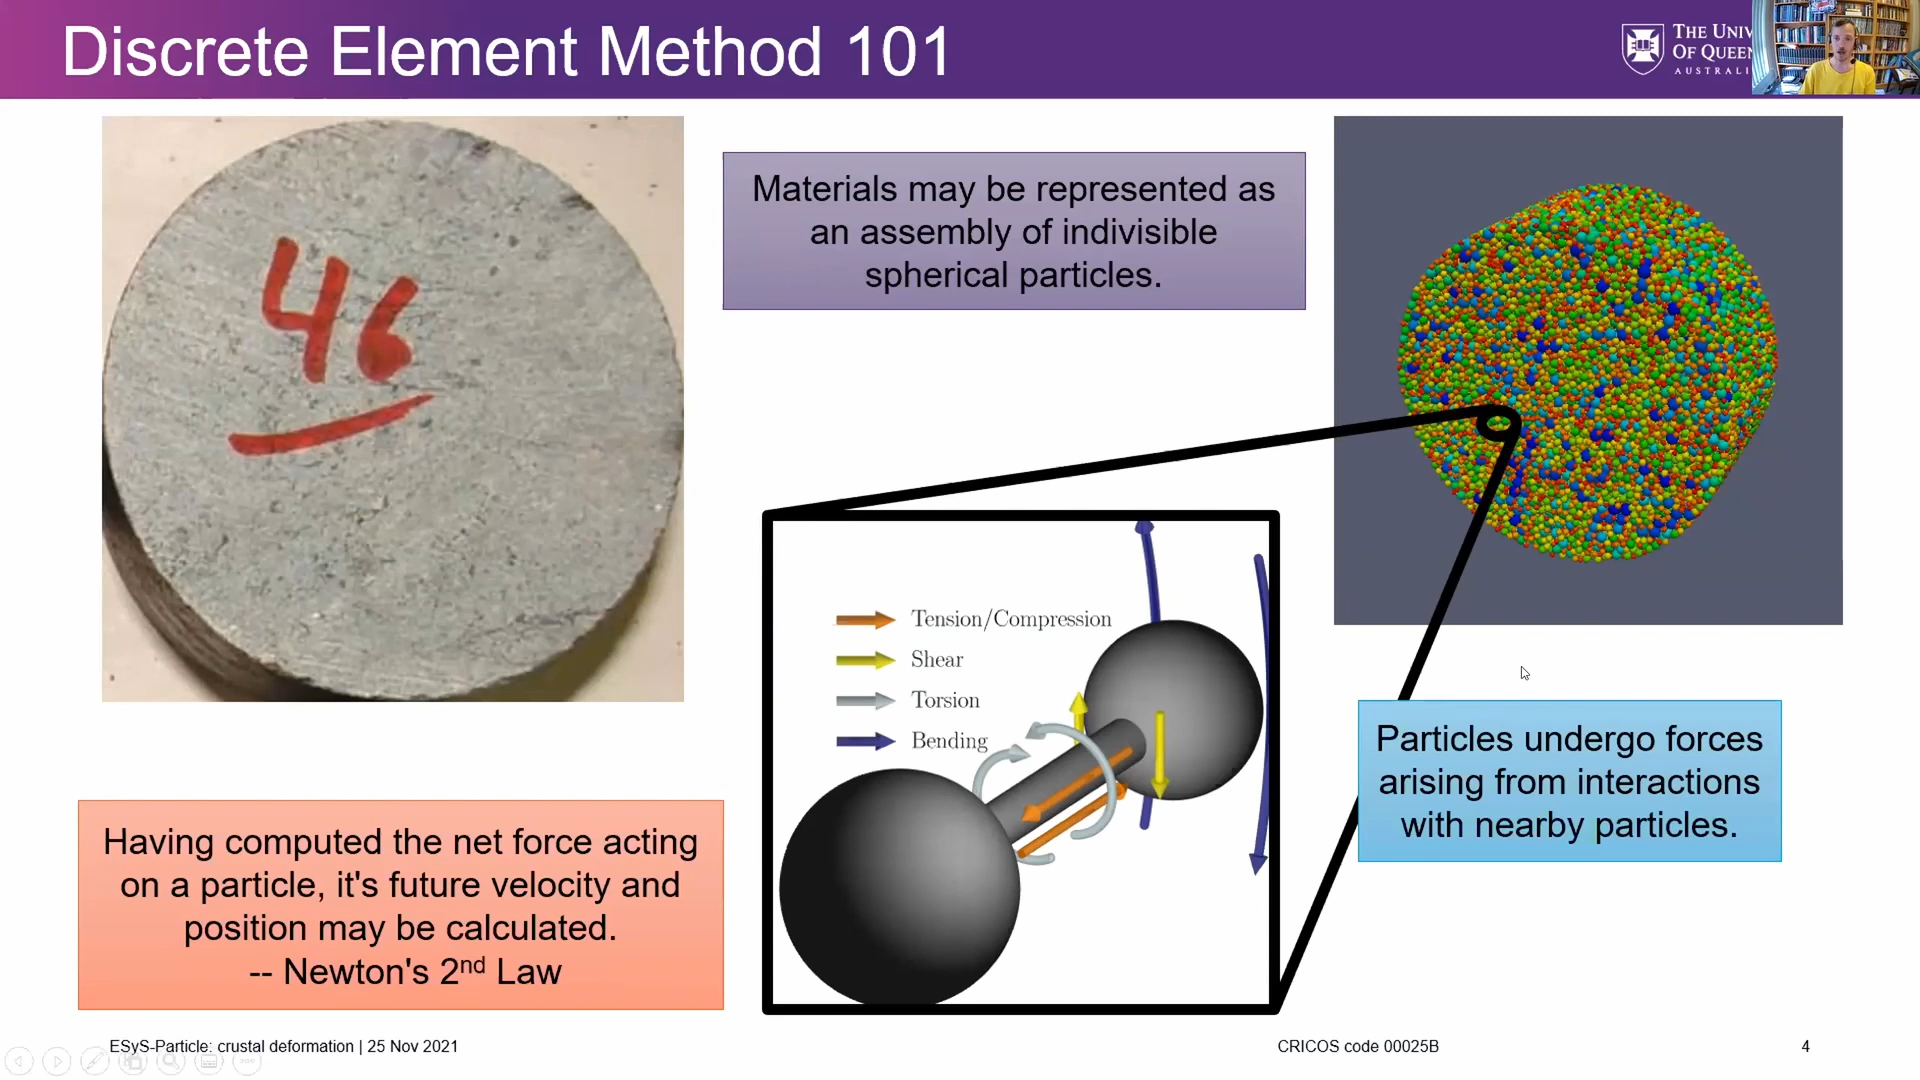 Discrete Element Method 101
THE UNIV
OF QUEEN
AUSTRALI
46
Materials may be represented as
an assembly of indivisible
spherical particles.
Tension/Compression
Shear
Torsion
Bending
Particles undergo forces
arising from interactions
with nearby particles.
Having computed the net force acting
on a particle, it's future velocity and
position may be calculated.
-- Newton's 2nd Law
ESyS-Particle: crustal deformation | 25 Nov 2021
CRICOS code 00025B
4